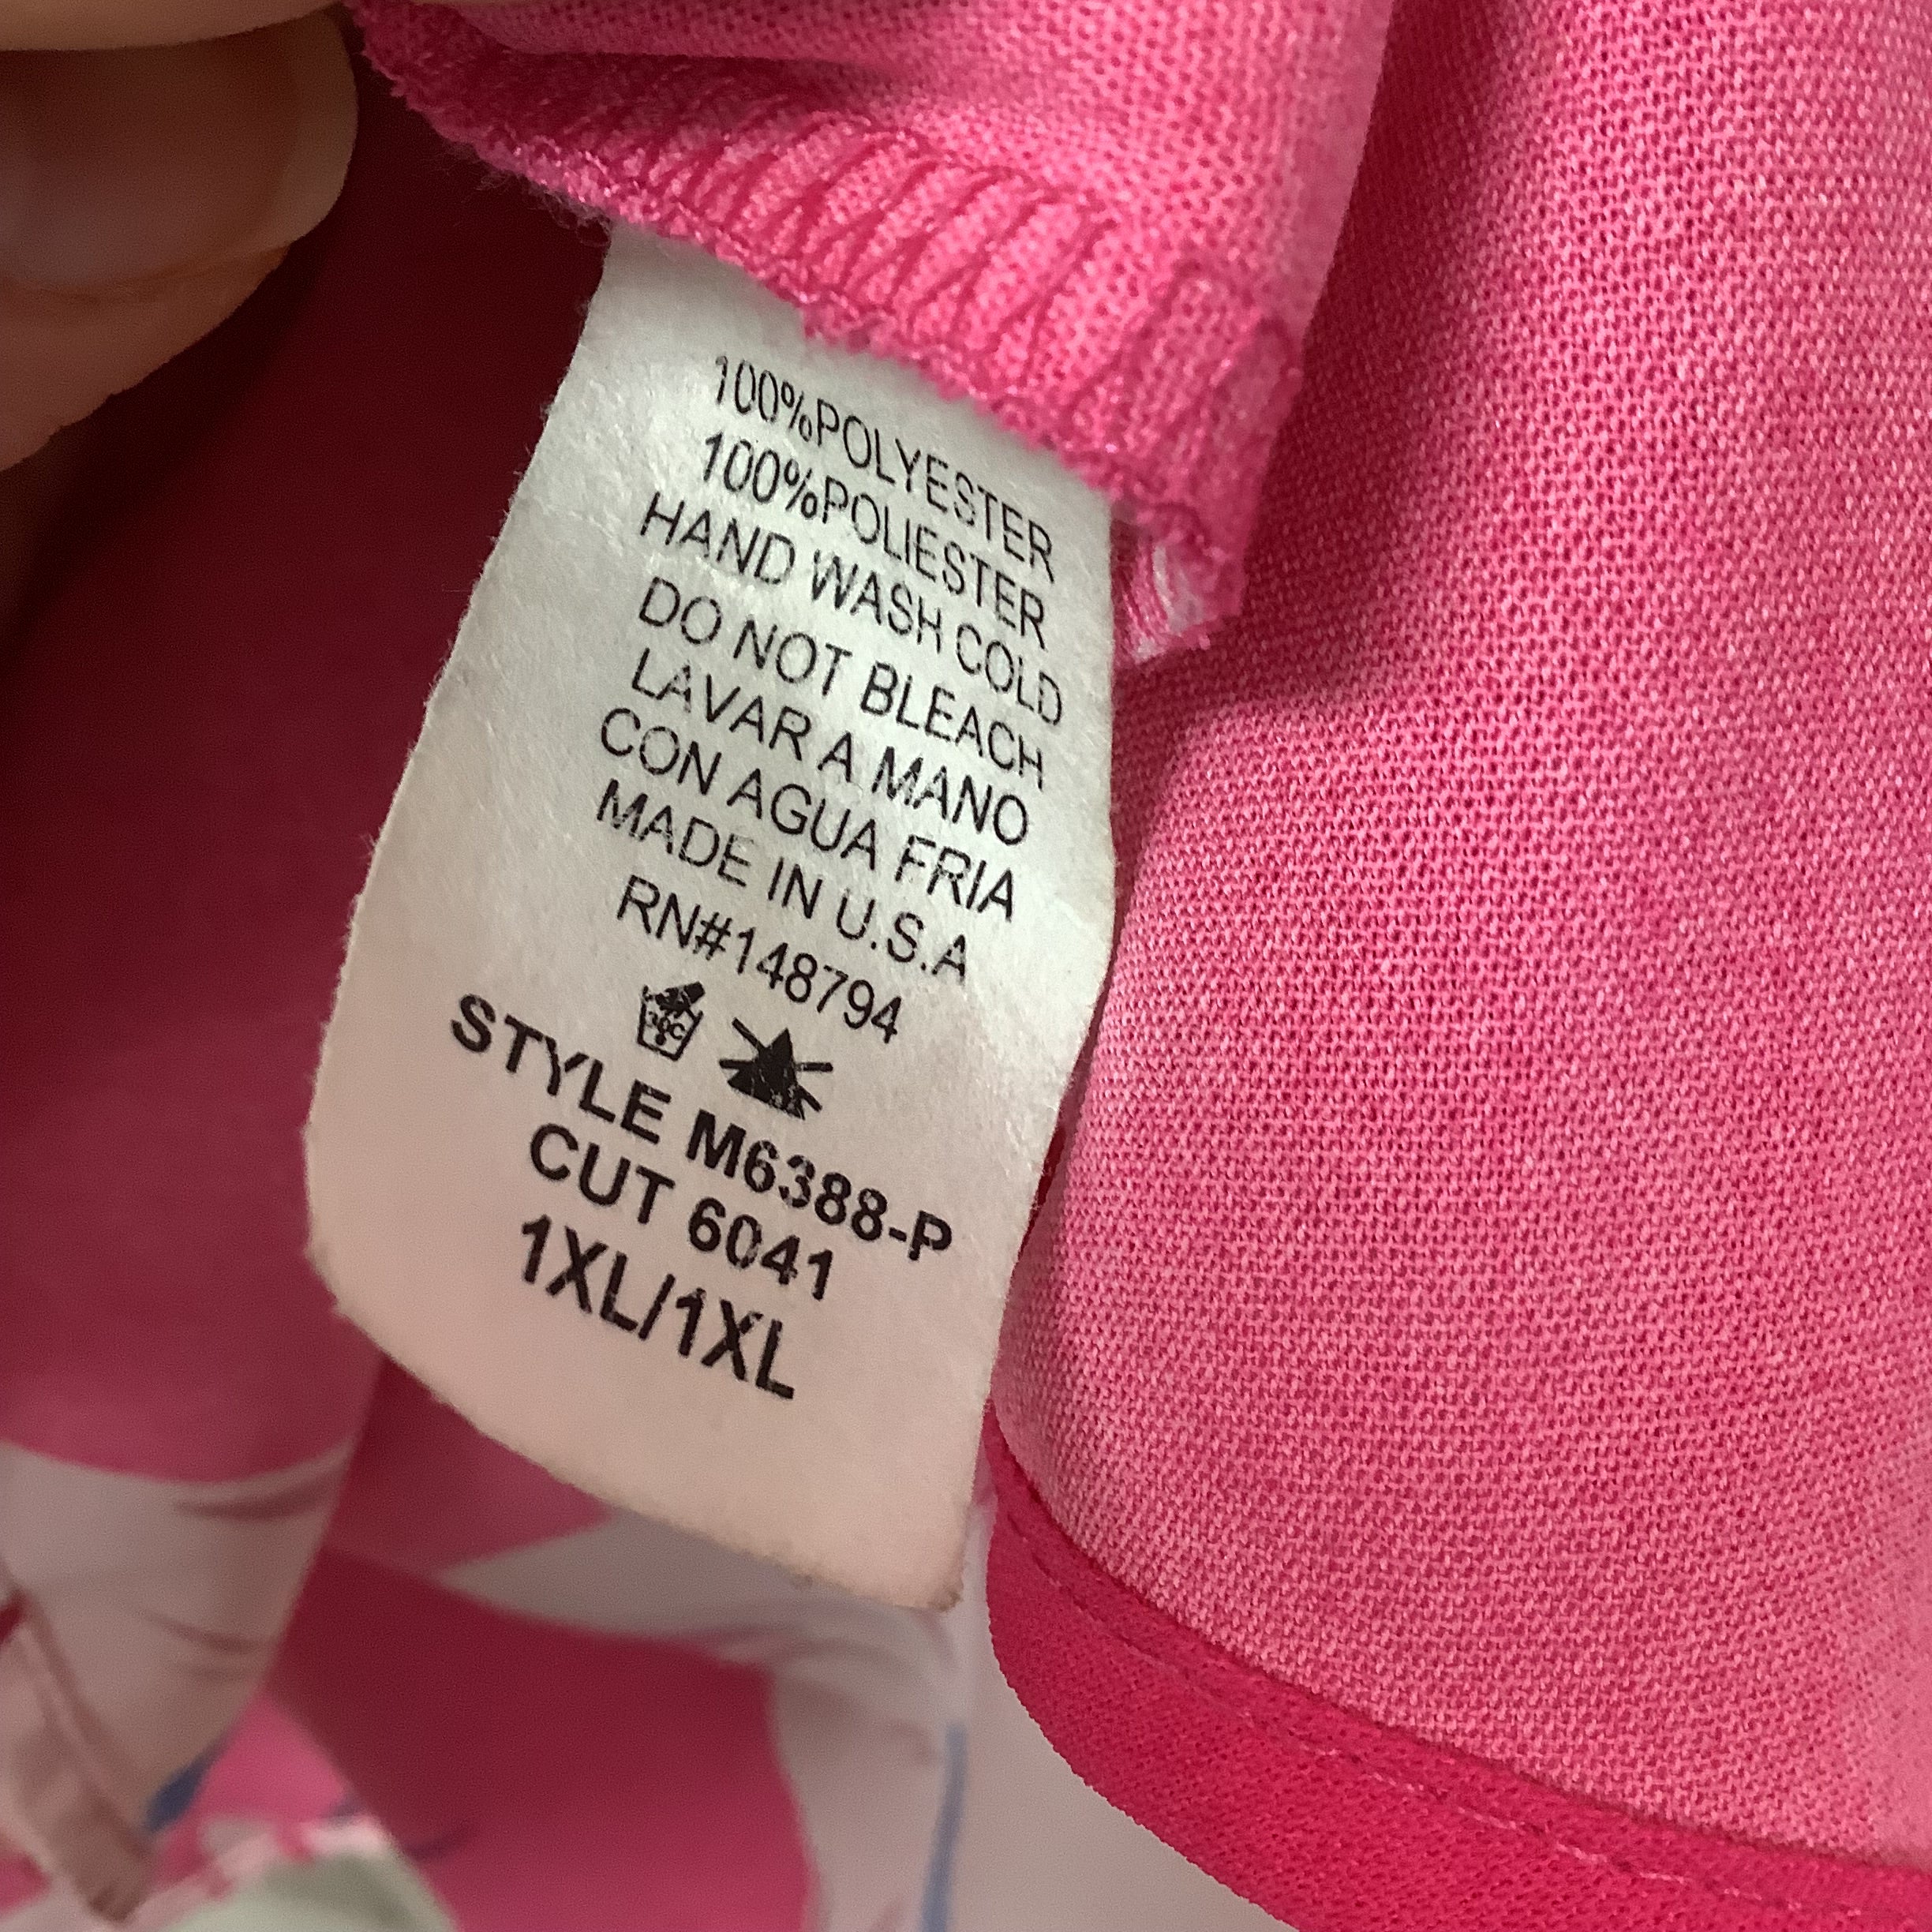 100%POLYESTER
100%POLIESTER
HAND WASH COLD
DO NOT BLEACH
LAVAR A MANO
CON AGUA FRIA
MADE IN U.S.A
RN#148794
30C
STYLE M6388-P
CUT 6041
1XL/1XL